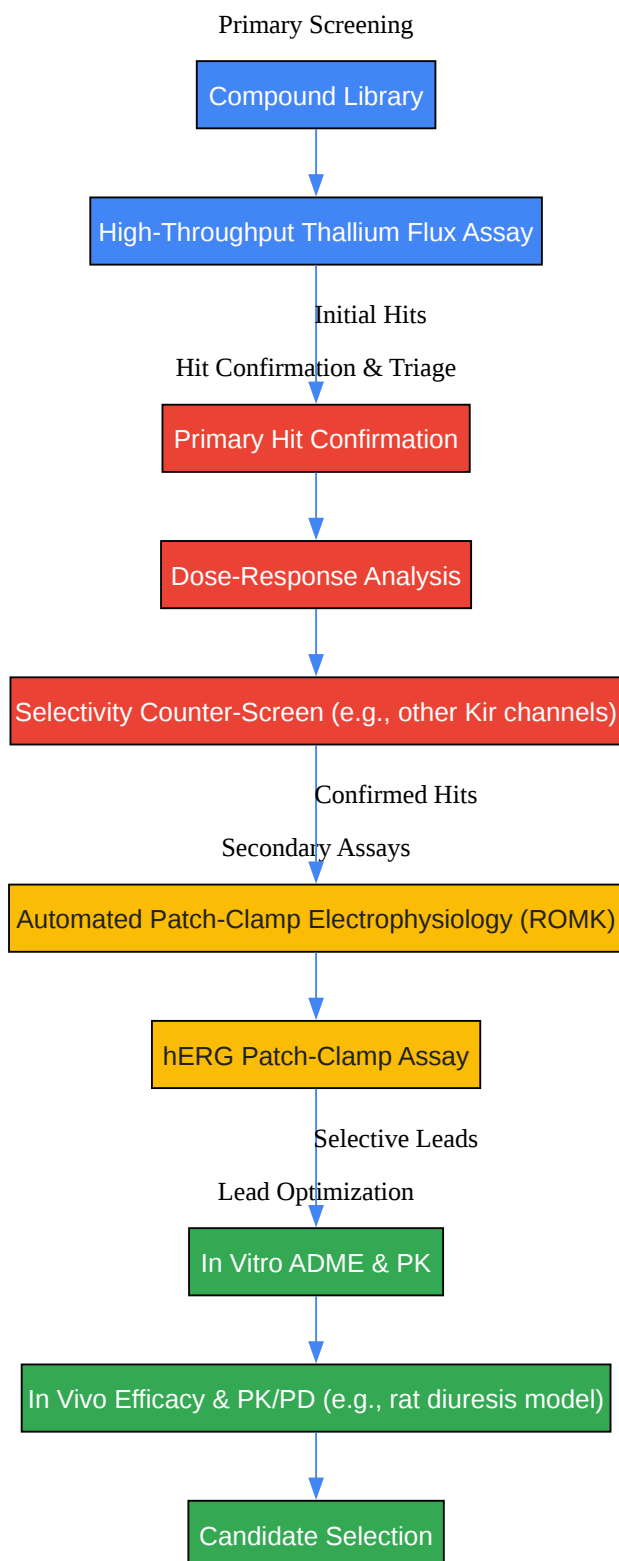 Primary Screening
Compound Library
High-Throughput Thallium Flux Assay
Initial Hits
Hit Confirmation & Triage
Primary Hit Confirmation
Dose-Response Analysis
Selectivity Counter-Screen (e.g., other Kir channels)
Confirmed Hits
Secondary Assays
Automated Patch-Clamp Electrophysiology (ROMK)
hERG Patch-Clamp Assay
Selective Leads
Lead Optimization
In Vitro ADME & PK
In Vivo Efficacy & PK/PD (e.g., rat diuresis model)
Candidate Selection